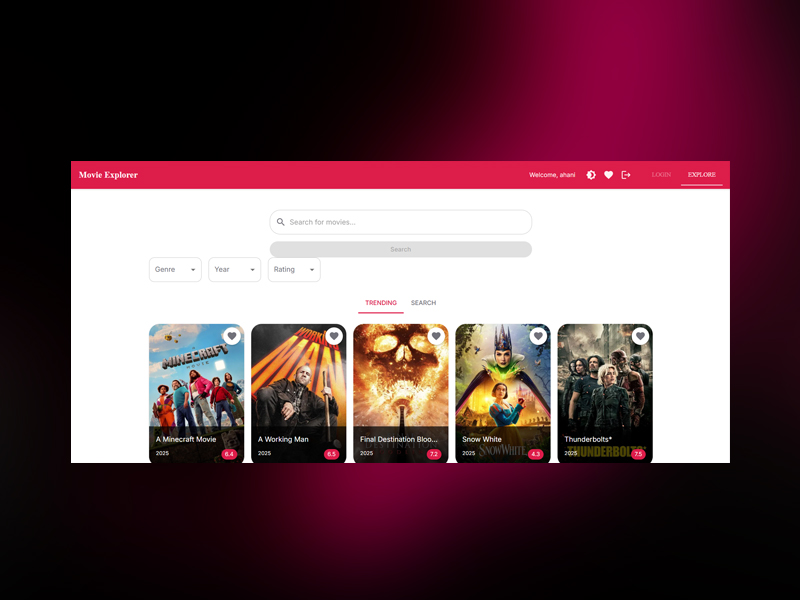 Movie Explorer
Welcome, ahani
LOGIN
EXPLORE
Search for movies...
Search
Genre
Year
Rating
TRENDING
SEARCH
MINECRAFT
MOVIE
WORKING
MAN
A Minecraft Movie
2025
6.4
A Working Man
2025
6.5
Final Destination Bloo...
2025
7.2
Snow White
2025
SNOW WHITE
4.3
Thunderbolts*
2025
THUNDERBOLTS*
7.5